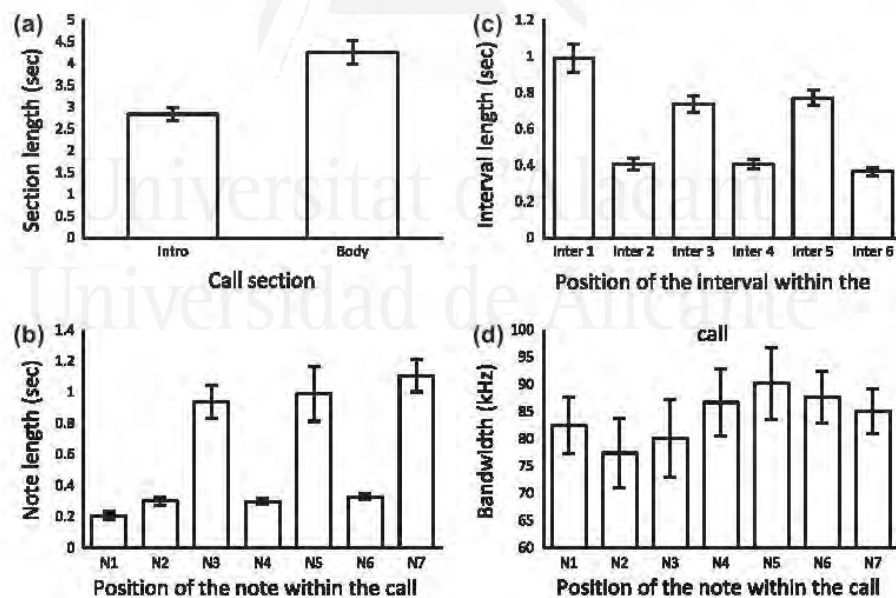 (a)
Section length (sec)
5
4.5
4
3.5
3
2.5
2
1.5
1
0.5
0
Intro Body
Call section
(c)
Interval length (sec)
1.2
1
0.8
0.6
0.4
0.2
0
Inter 1 Inter 2 Inter 3 Inter 4 Inter 5 Inter 6
Position of the interval within the
call
(b)
Note length (sec)
1.4
1.2
1
0.8
0.6
0.4
0.2
0
N1 N2 N3 N4 N5 N6 N7
Position of the note within the call
(d)
Bandwidth (kHz)
100
95
90
85
80
75
70
65
60
N1 N2 N3 N4 N5 N6 N7
Position of the note within the call
Universitat d'Alacant
Universidad de Alicante